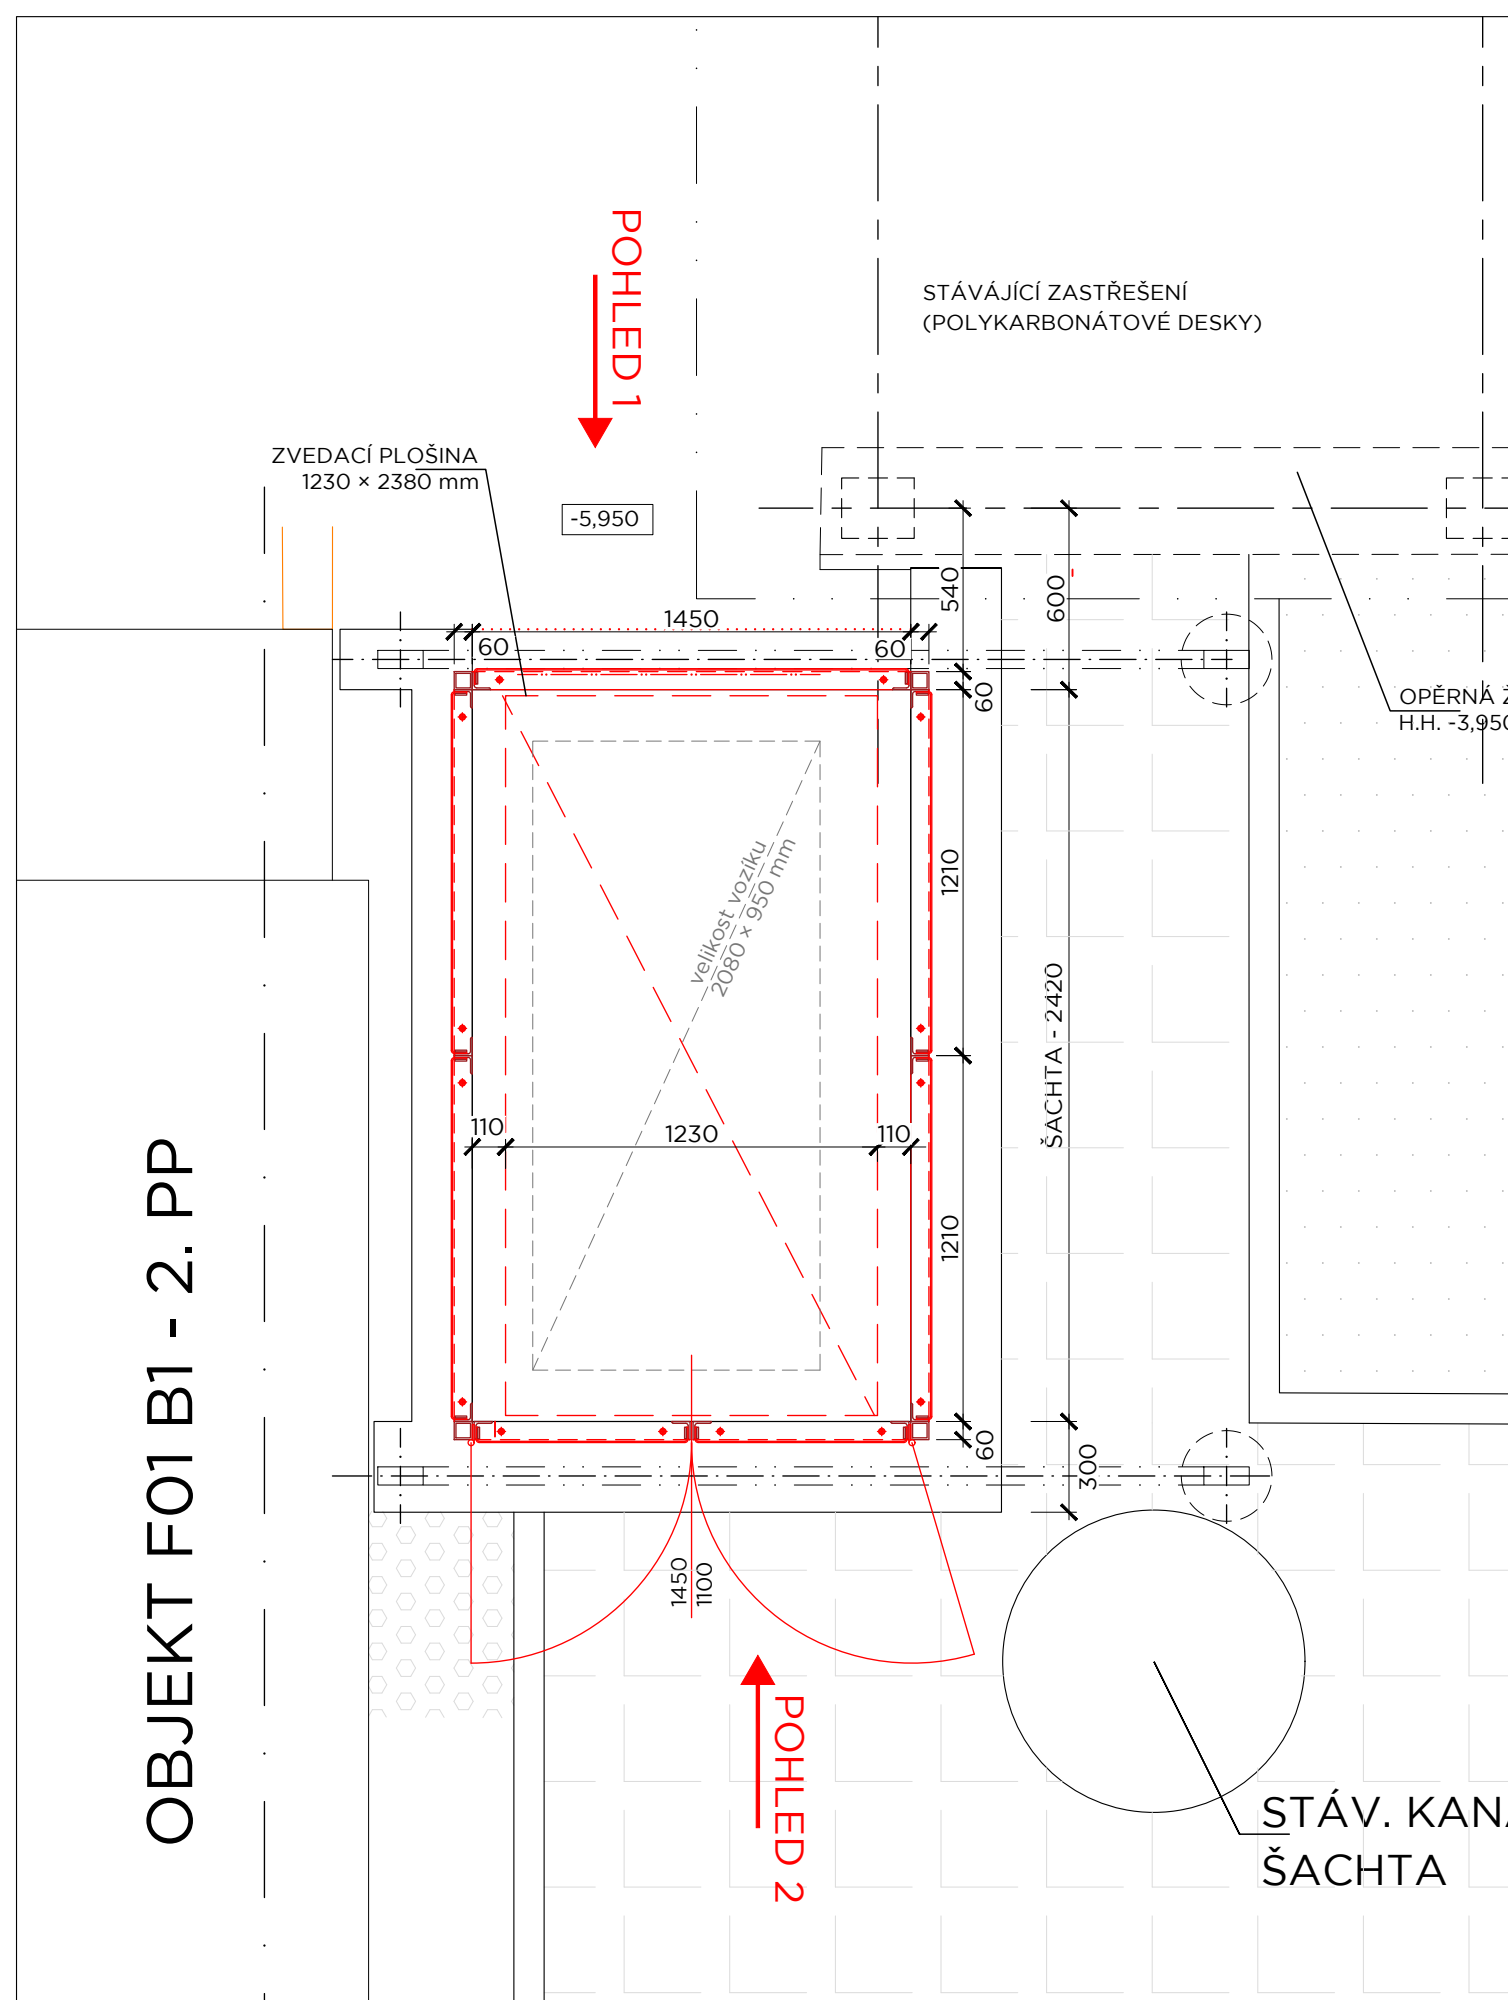 POHLED 1
STÁVÁJÍCÍ ZASTŘEŠENÍ
(POLYKARBONÁTOVÉ DESKY)
ZVEDACÍ PLOŠINA
1230 × 2380 mm
-5,950
540
600
1450
60
60
60
OPĚRNÁ
H.H. -3,950
velikost vozíku
2080 × 950 mm
1210
ŠACHTA - 2420
110
1230
110
1210
60
300
OBJEKT F01 B1 - 2. PP
1450
1100
POHLED 2
STÁV. KANA
ŠACHTA